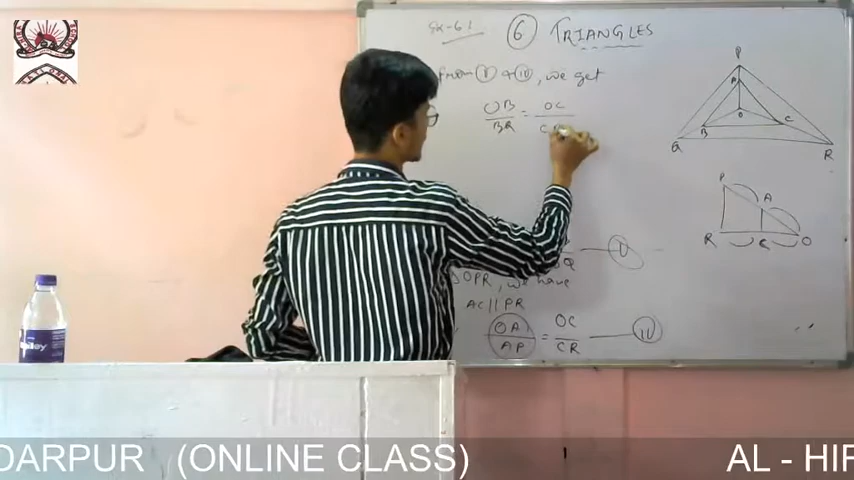 Ex-6.2
6 TRIANGLES
from I & II, we get
OB/BQ = OC/CR
I
ΔOPR, we have
AC || PR
OA/AP = OC/CR — II
P
A
O
B
C
Q
R
P
A
R
Q
O
DARPUR (ONLINE CLASS) AL - HIF